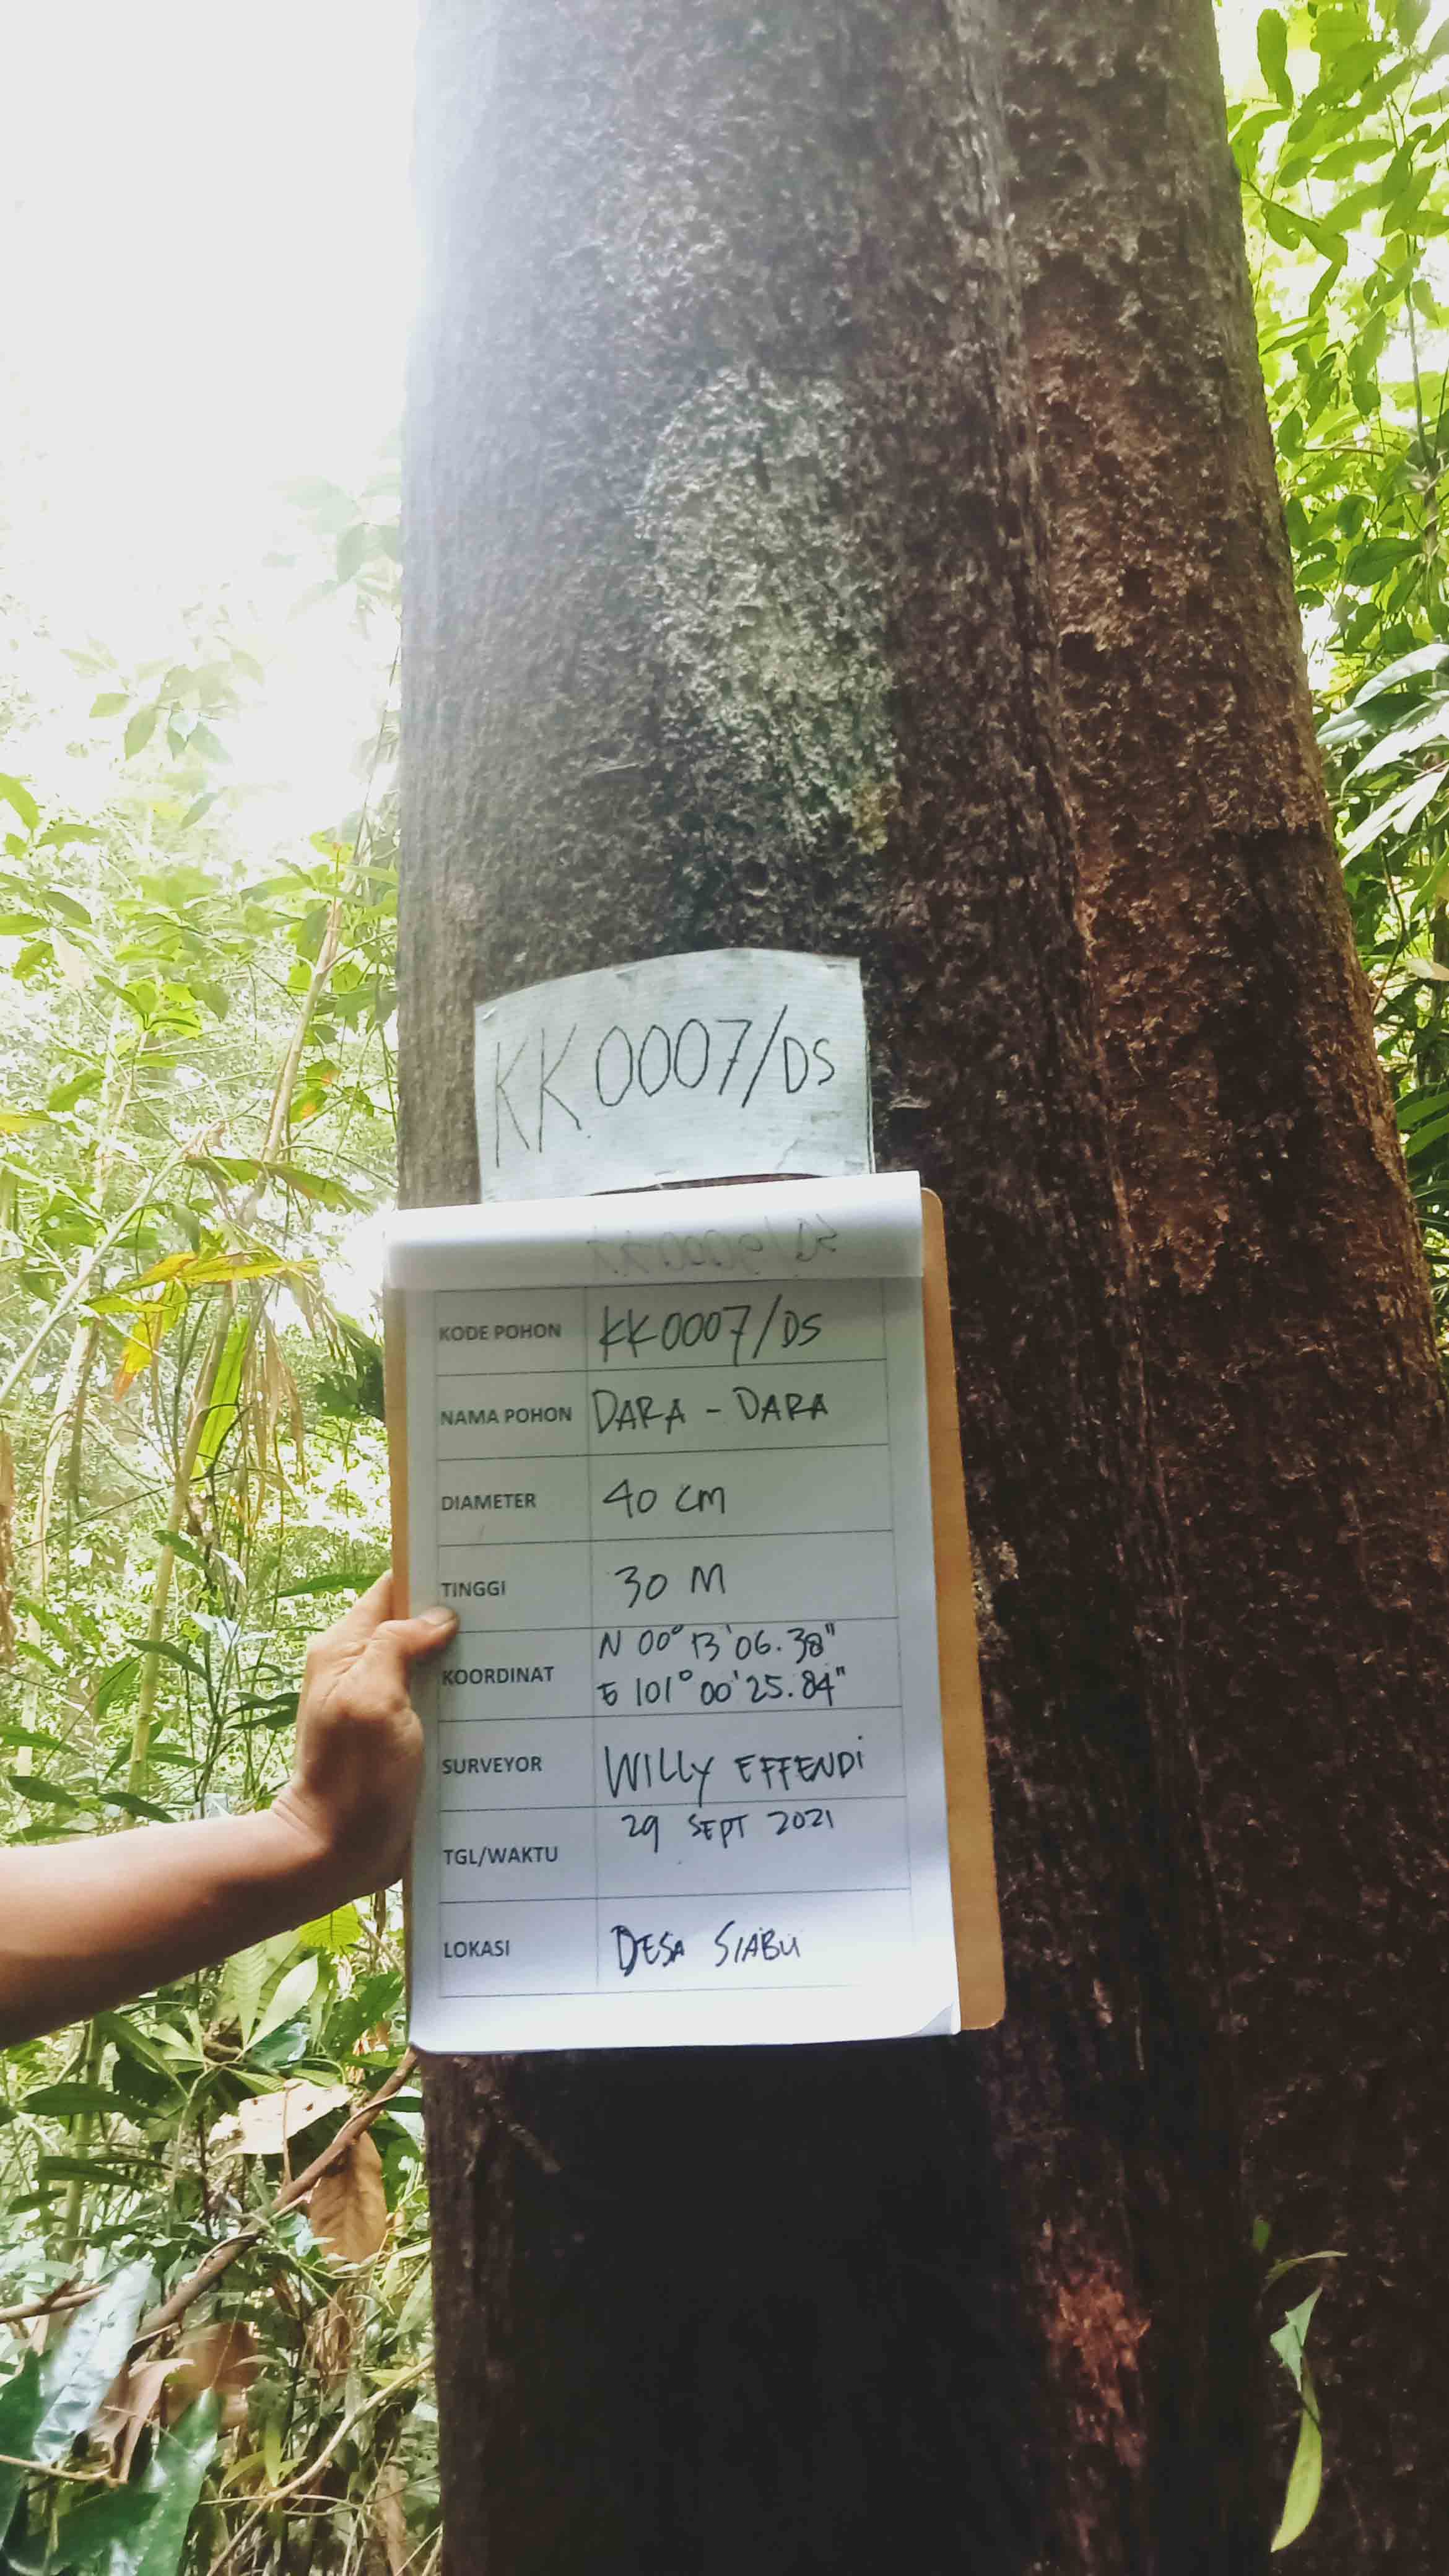 KK0007/DS
KODE POHON KK0007/DS
NAMA POHON DARA - DARA
DIAMETER 40 CM
TINGGI 30 M
KOORDINAT N 00° 13'06.38"
E 101° 00'25.84"
SURVEYOR WILLY EFFENDI
TGL/WAKTU 29 SEPT 2021
LOKASI DESA SIABU